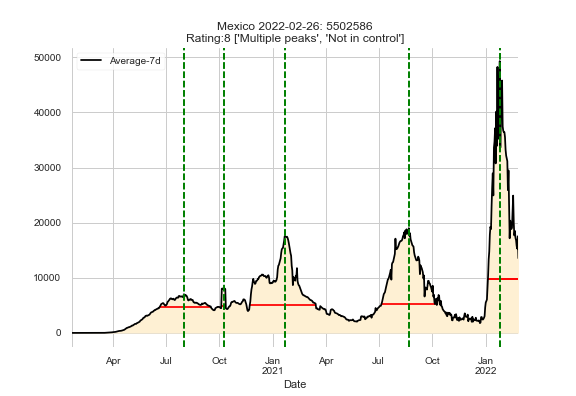 Mexico 2022-02-26: 5502586
Rating:8 ['Multiple peaks', 'Not in control']
Average-7d
50000
40000
30000
20000
10000
0
Apr Jul Oct Jan Apr Jul Oct Jan
2021 2022
Date